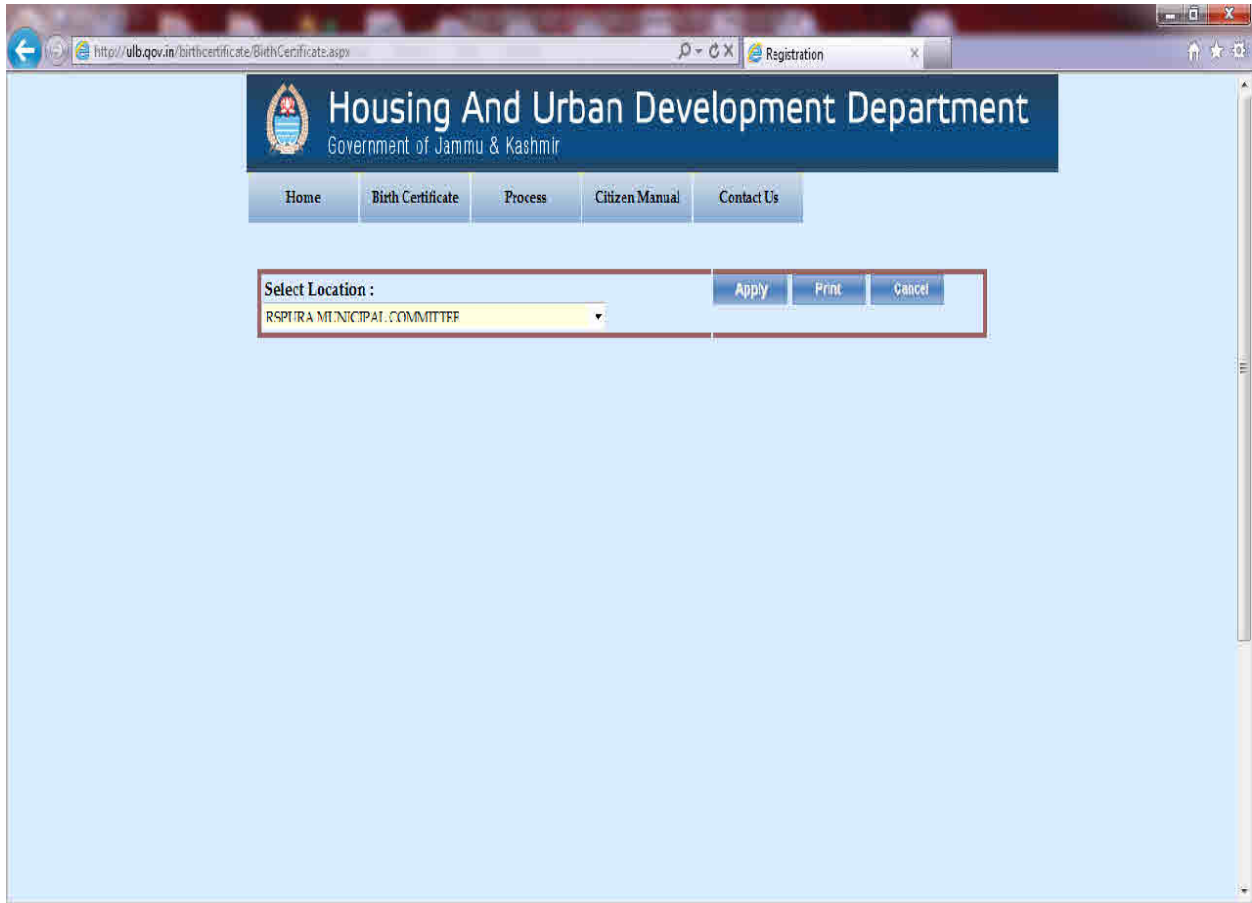 http://ulb.gov.in/birthcertificate/BirthCertificate.aspx
Registration
Housing And Urban Development Department
Government of Jammu & Kashmir
Home Birth Certificate Process Citizen Manual Contact Us
Select Location : Apply Print Cancel
RSPURA MUNICIPAL COMMITTEE